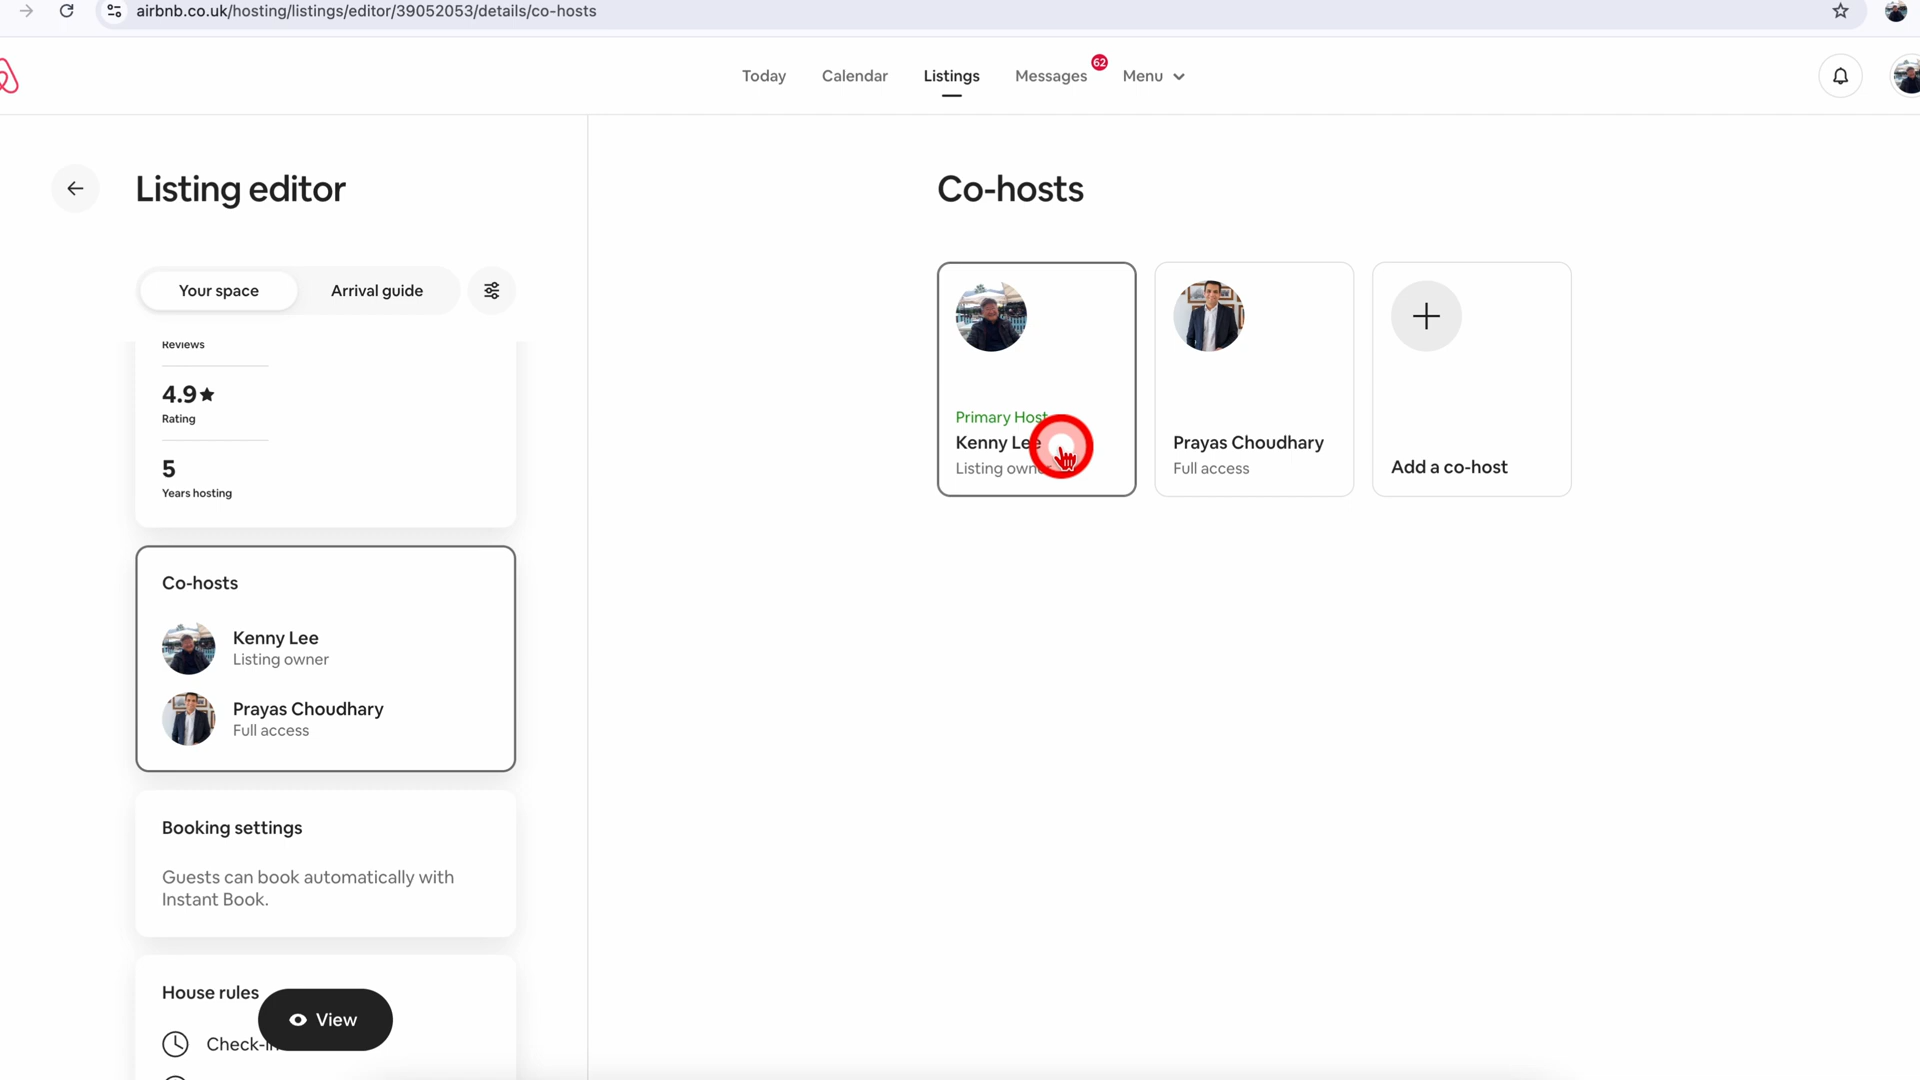 airbnb.co.uk/hosting/listings/editor/39052053/details/co-hosts
Today
Calendar
Listings
Messages
62
Menu
Listing editor
Your space
Arrival guide
Reviews
4.9★
Rating
5
Years hosting
Co-hosts
Kenny Lee
Listing owner
Prayas Choudhary
Full access
Booking settings
Guests can book automatically with
Instant Book.
House rules
View
Co-hosts
Primary Host
Kenny Lee
Listing owner
Prayas Choudhary
Full access
Add a co-host